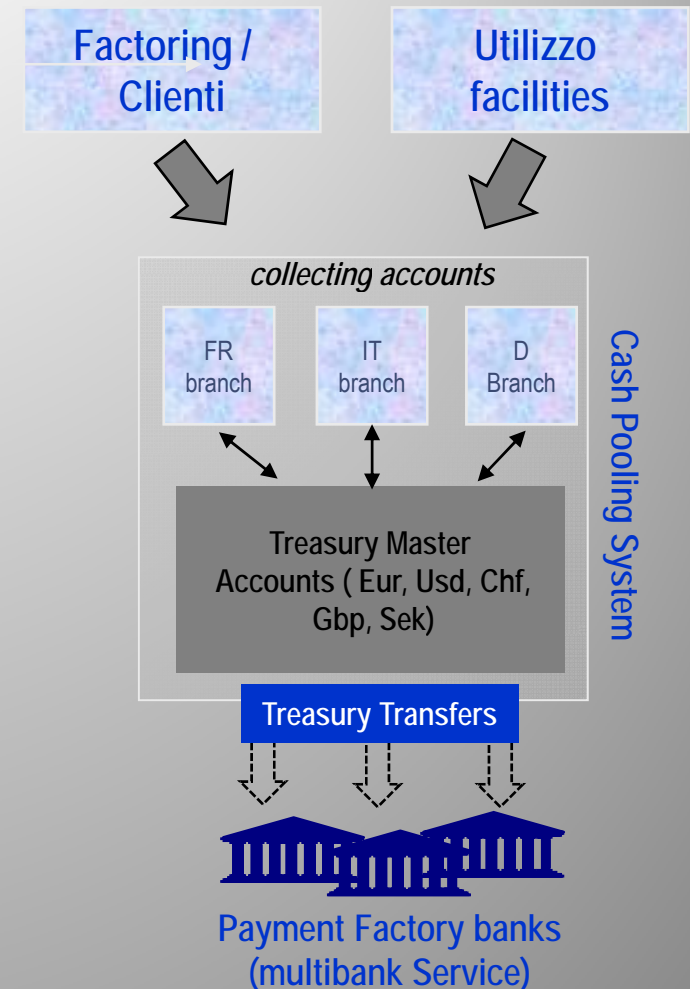 Factoring /
Clienti
Utilizzo
facilities
collecting accounts
FR
branch
IT
branch
D
Branch
Cash Pooling System
Treasury Master
Accounts ( Eur, Usd, Chf,
Gbp, Sek)
Treasury Transfers
Payment Factory banks
(multibank Service)